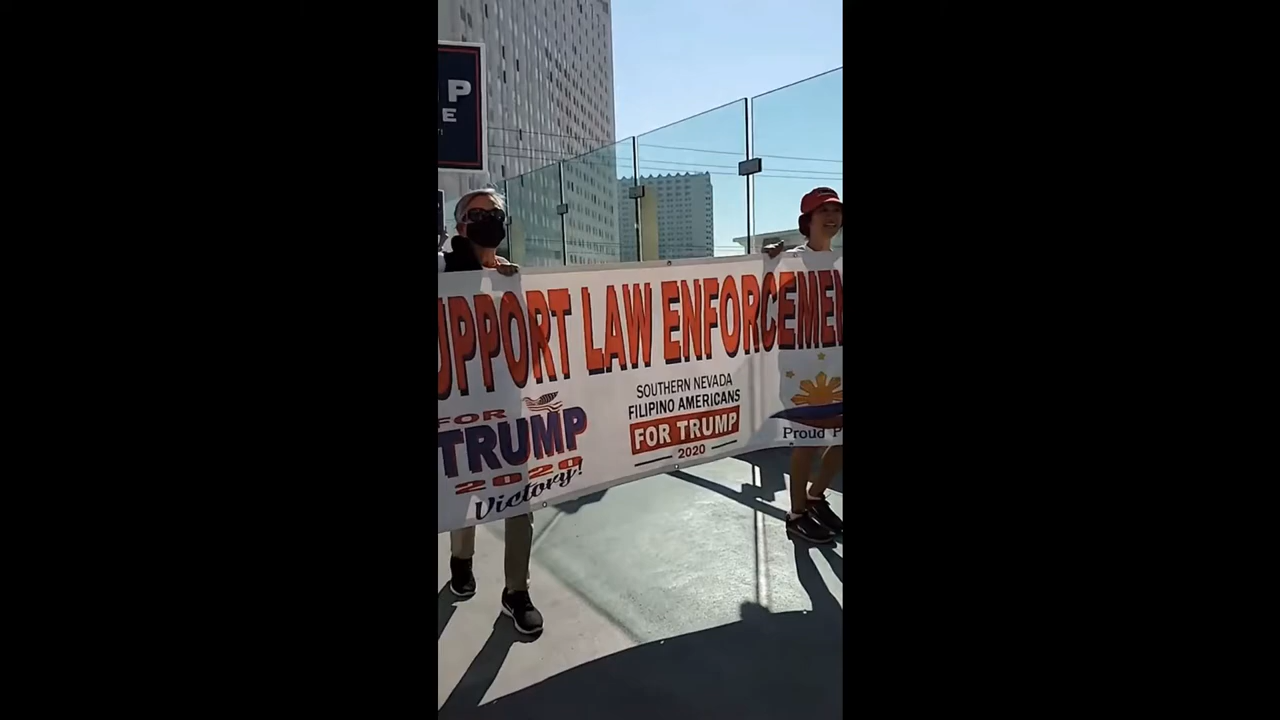 P
E
UPPORT LAW ENFORCEMEN
FOR
TRUMP
2020
Victory!
SOUTHERN NEVADA
FILIPINO AMERICANS
FOR TRUMP
2020
Proud P